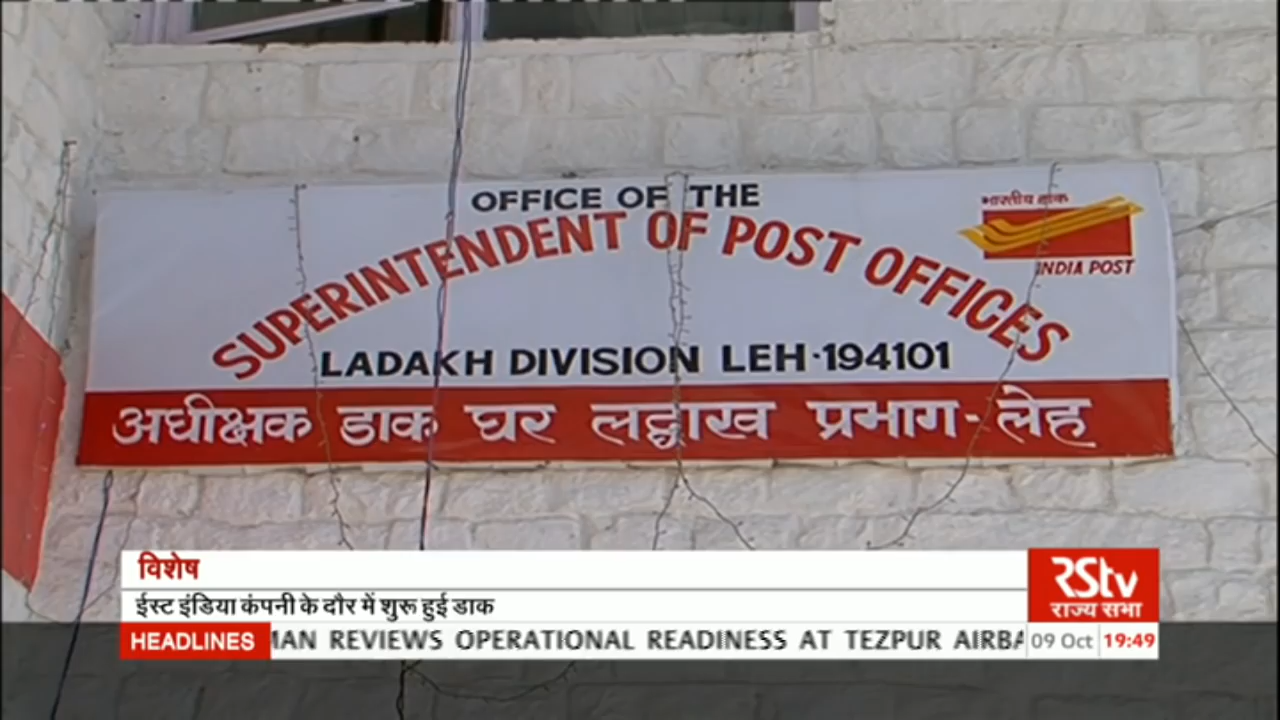 OFFICE OF THE
SUPERINTENDENT OF POST OFFICES
LADAKH DIVISION LEH-194101
भारतीय डाक
INDIA POST
अधीक्षक डाक घर लद्दाख प्रभाग-लेह
विशेष
ईस्ट इंडिया कंपनी के दौर में शुरू हुई डाक
RStv
राज्य सभा
HEADLINES
REVIEWS OPERATIONAL READINESS AT TEZPUR
09 Oct 19:49